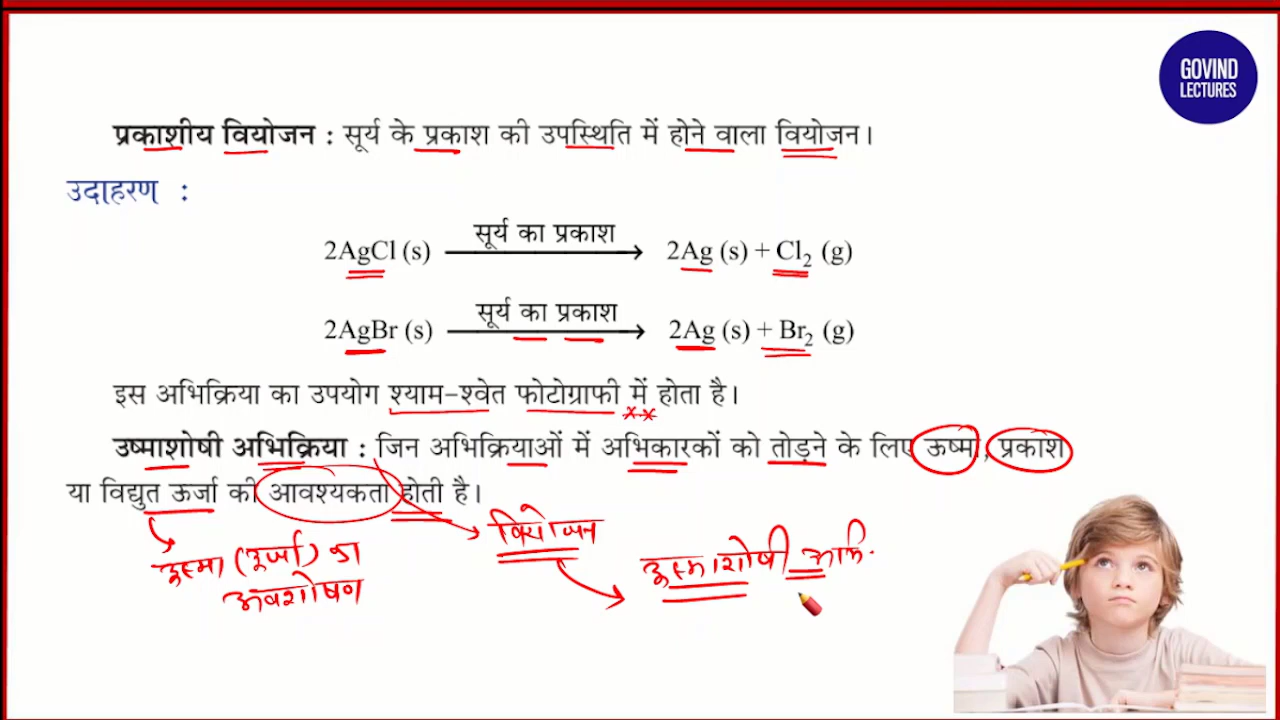 GOVIND
LECTURES
प्रकाशीय वियोजन : सूर्य के प्रकाश की उपस्थिति में होने वाला वियोजन।
उदाहरण :
2AgCl (s) सूर्य का प्रकाश 2Ag (s) + Cl₂ (g)
2AgBr (s) सूर्य का प्रकाश 2Ag (s) + Br₂ (g)
इस अभिक्रिया का उपयोग श्याम-श्वेत फोटोग्राफी में होता है।
उष्माशोषी अभिक्रिया : जिन अभिक्रियाओं में अभिकारकों को तोड़ने के लिए ऊष्मा, प्रकाश
या विद्युत ऊर्जा की आवश्यकता होती है।
वियोजन
ऊष्मा (ऊर्जा) का
अवशोषण
ऊष्माशोषी अभि.